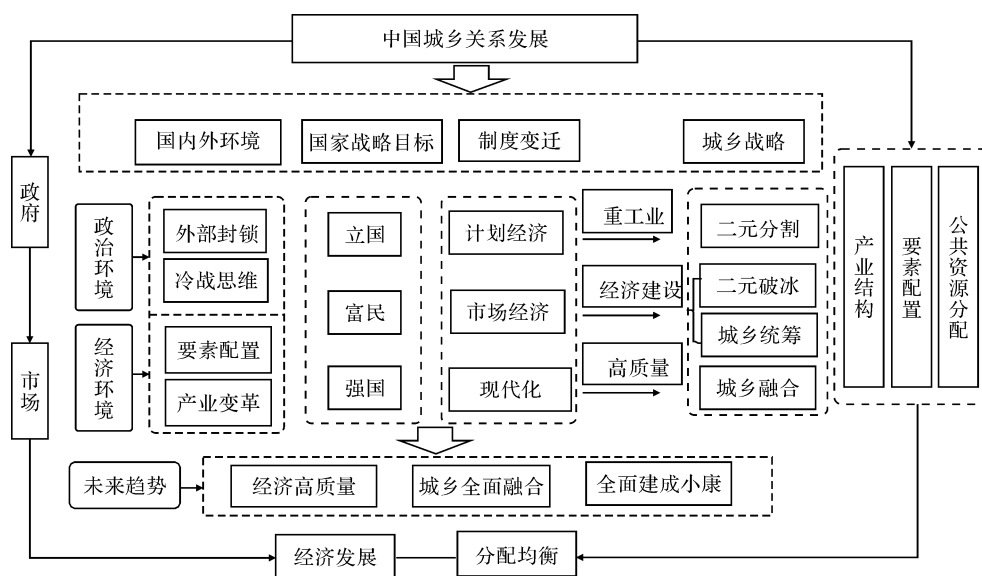 中国城乡关系发展
国内外环境
国家战略目标
制度变迁
城乡战略
政府
市场
政治环境
经济环境
外部封锁
冷战思维
要素配置
产业变革
立国
富民
强国
计划经济
市场经济
现代化
重工业
经济建设
高质量
二元分割
二元破冰
城乡统筹
城乡融合
产业结构
要素配置
公共资源分配
未来趋势
经济高质量
城乡全面融合
全面建成小康
经济发展
分配均衡